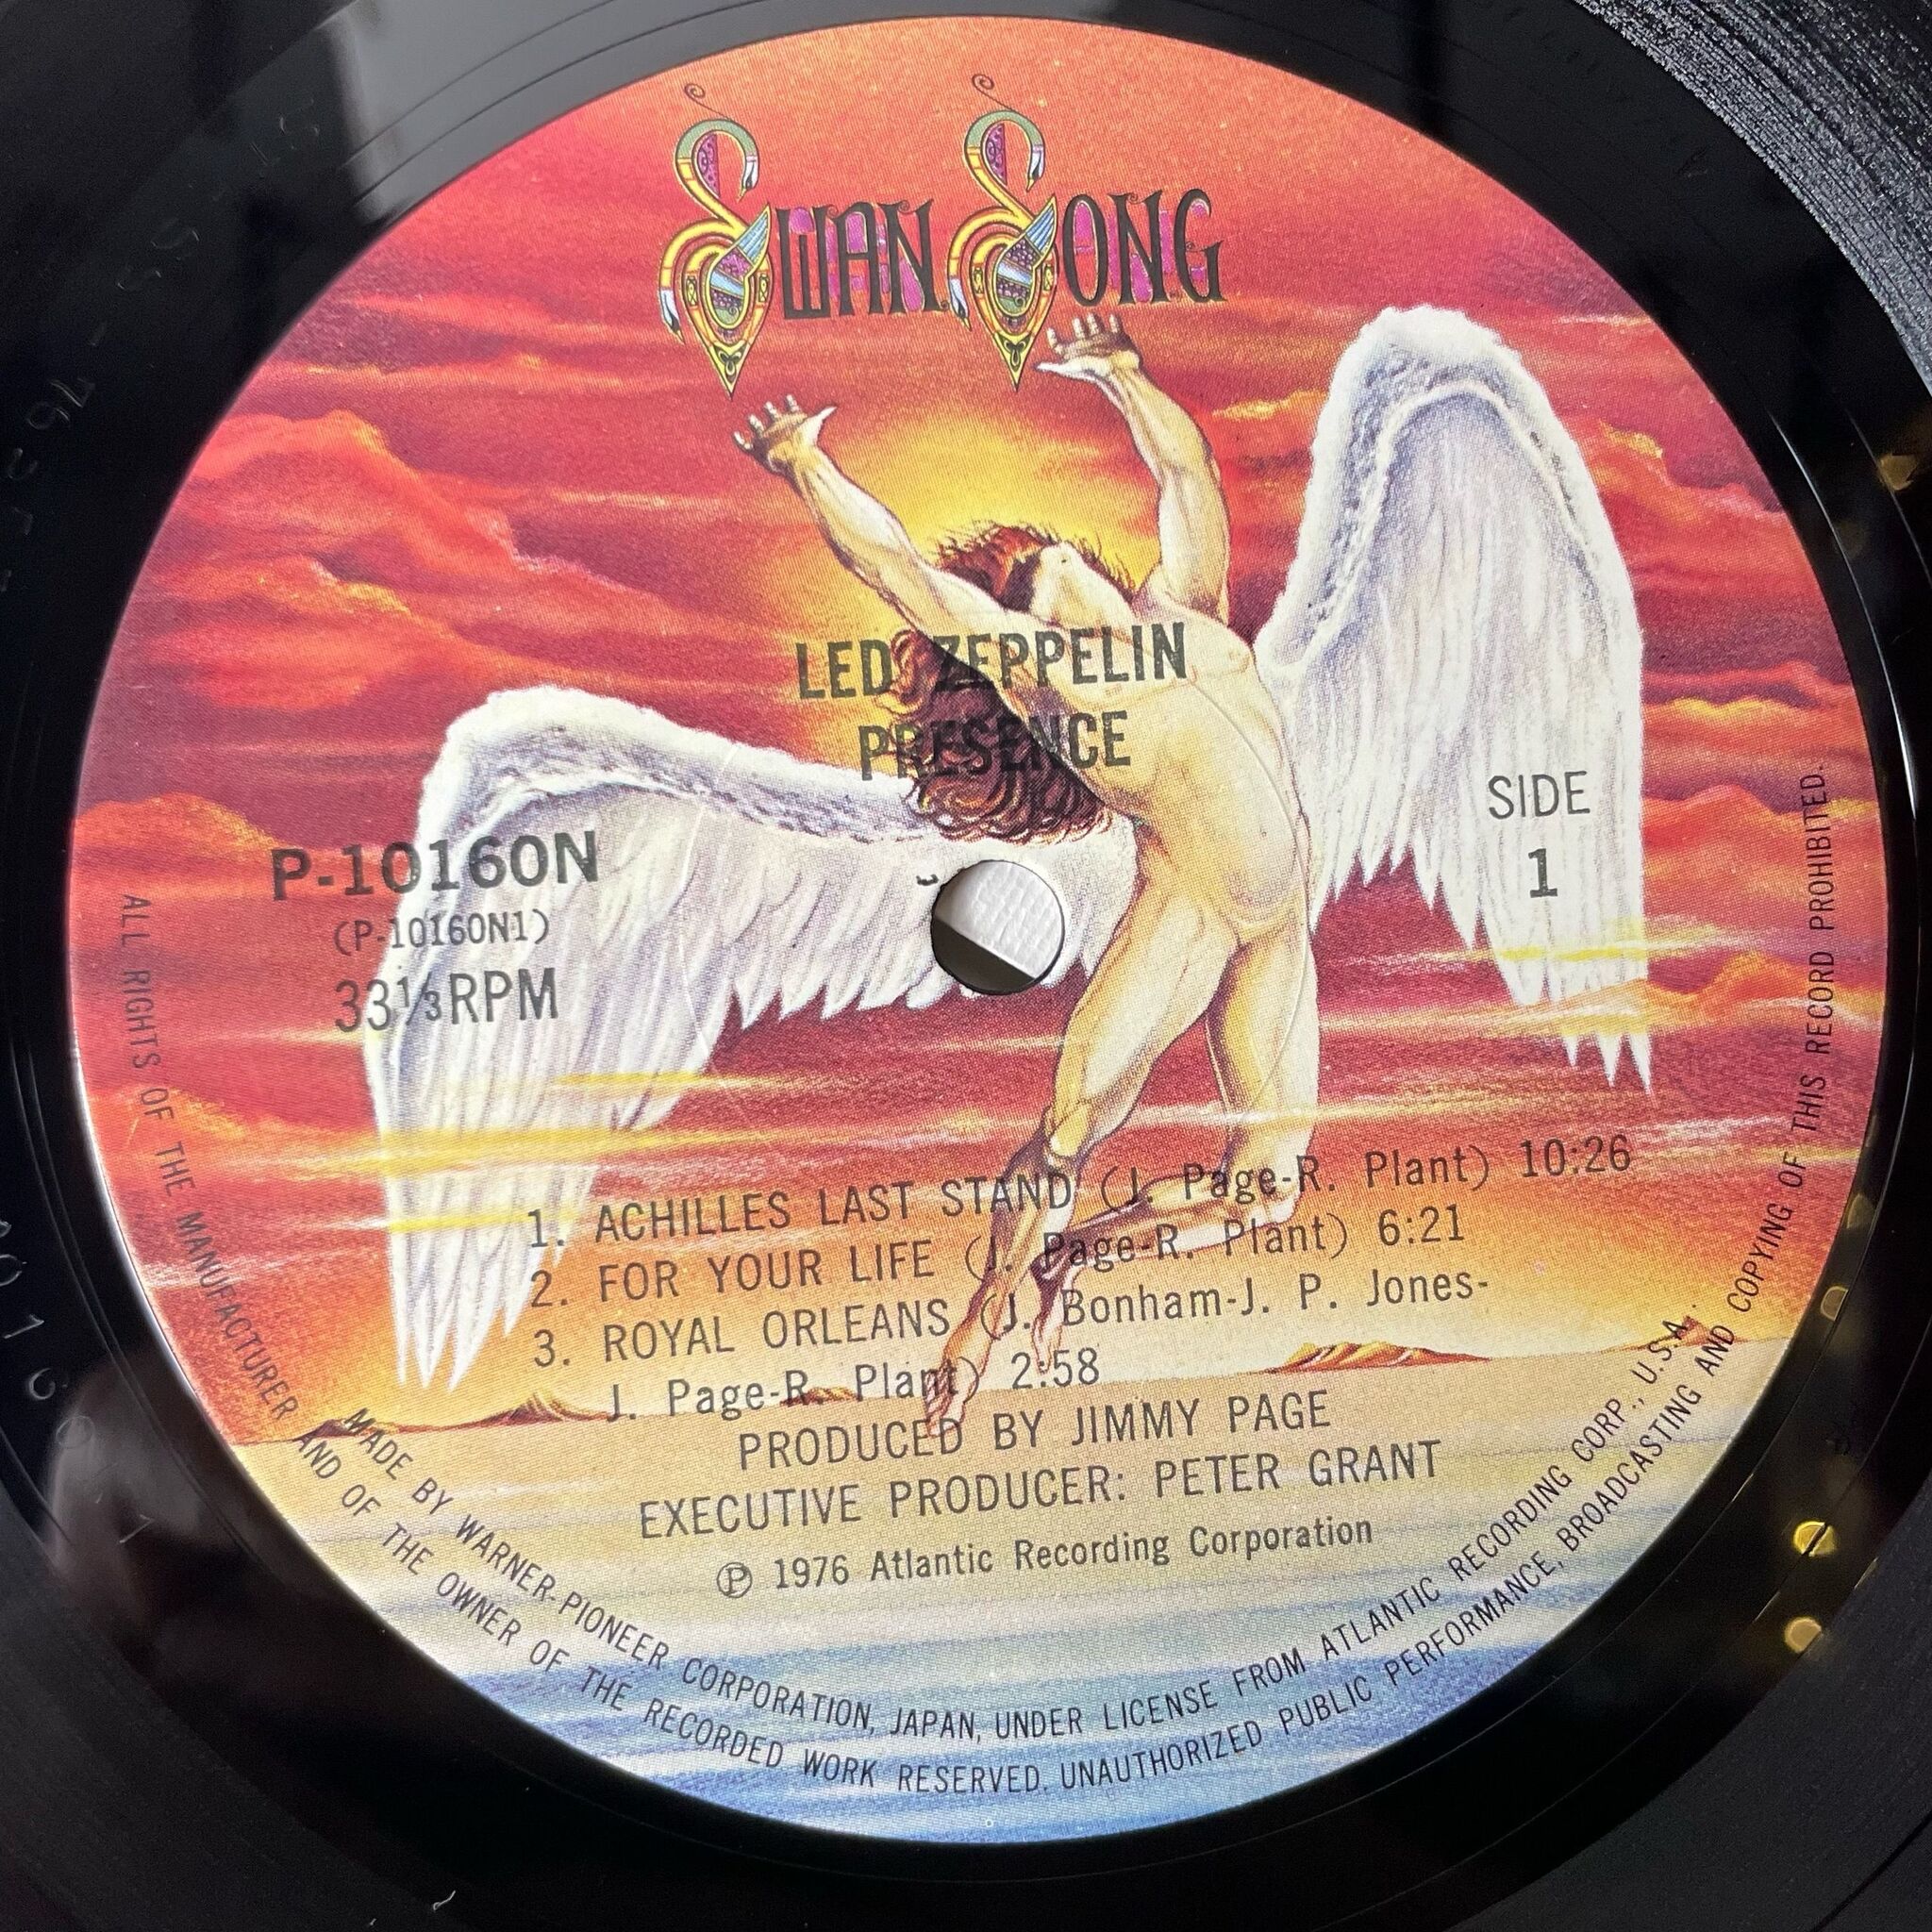 SWAN SONG
LED ZEPPELIN
PRESENCE
SIDE
1
P-10160N
(P-10160N1)
33⅓RPM
1. ACHILLES LAST STAND (J. Page-R. Plant) 10:26
2. FOR YOUR LIFE (J. Page-R. Plant) 6:21
3. ROYAL ORLEANS (J. Bonham-J. P. Jones-
J. Page-R. Plant) 2:58
PRODUCED BY JIMMY PAGE
EXECUTIVE PRODUCER: PETER GRANT
Ⓟ 1976 Atlantic Recording Corporation
MADE BY WARNER-PIONEER CORPORATION, JAPAN, UNDER LICENSE FROM ATLANTIC RECORDING CORP., U.S.A.
ALL RIGHTS OF THE MANUFACTURER AND OF THE OWNER OF THE RECORDED WORK RESERVED. UNAUTHORIZED PUBLIC PERFORMANCE, BROADCASTING AND COPYING OF THIS RECORD PROHIBITED.